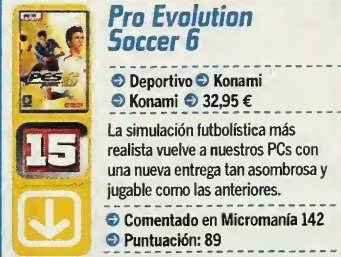 Pro Evolution
Soccer 6
Deportivo Konami
Konami 32,95 €
PES
15
La simulación futbolística más
realista vuelve a nuestros PCs con
una nueva entrega tan asombrosa y
jugable como las anteriores.
Comentado en Micromanía 142
Puntuación: 89